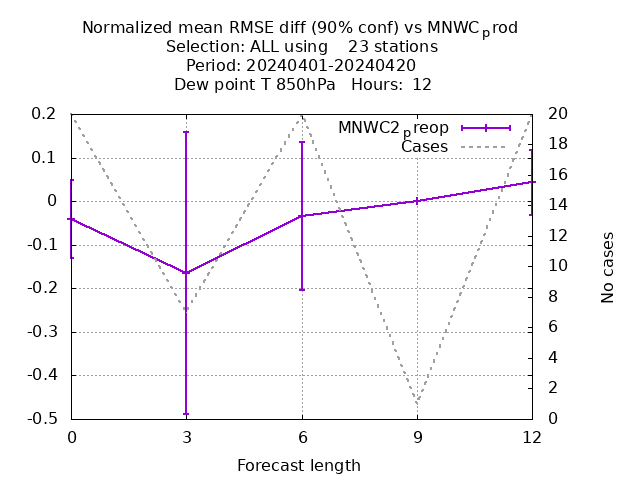 Normalized mean RMSE diff (90% conf) vs MNWCprod
Selection: ALL using    23 stations
Period: 20240401-20240420
Dew point T 850hPa   Hours:  12
MNWC2preop
Cases
0.2
0.1
0
-0.1
-0.2
-0.3
-0.4
-0.5
20
18
16
14
12
10
8
6
4
2
0
No cases
0 3 6 9 12
Forecast length